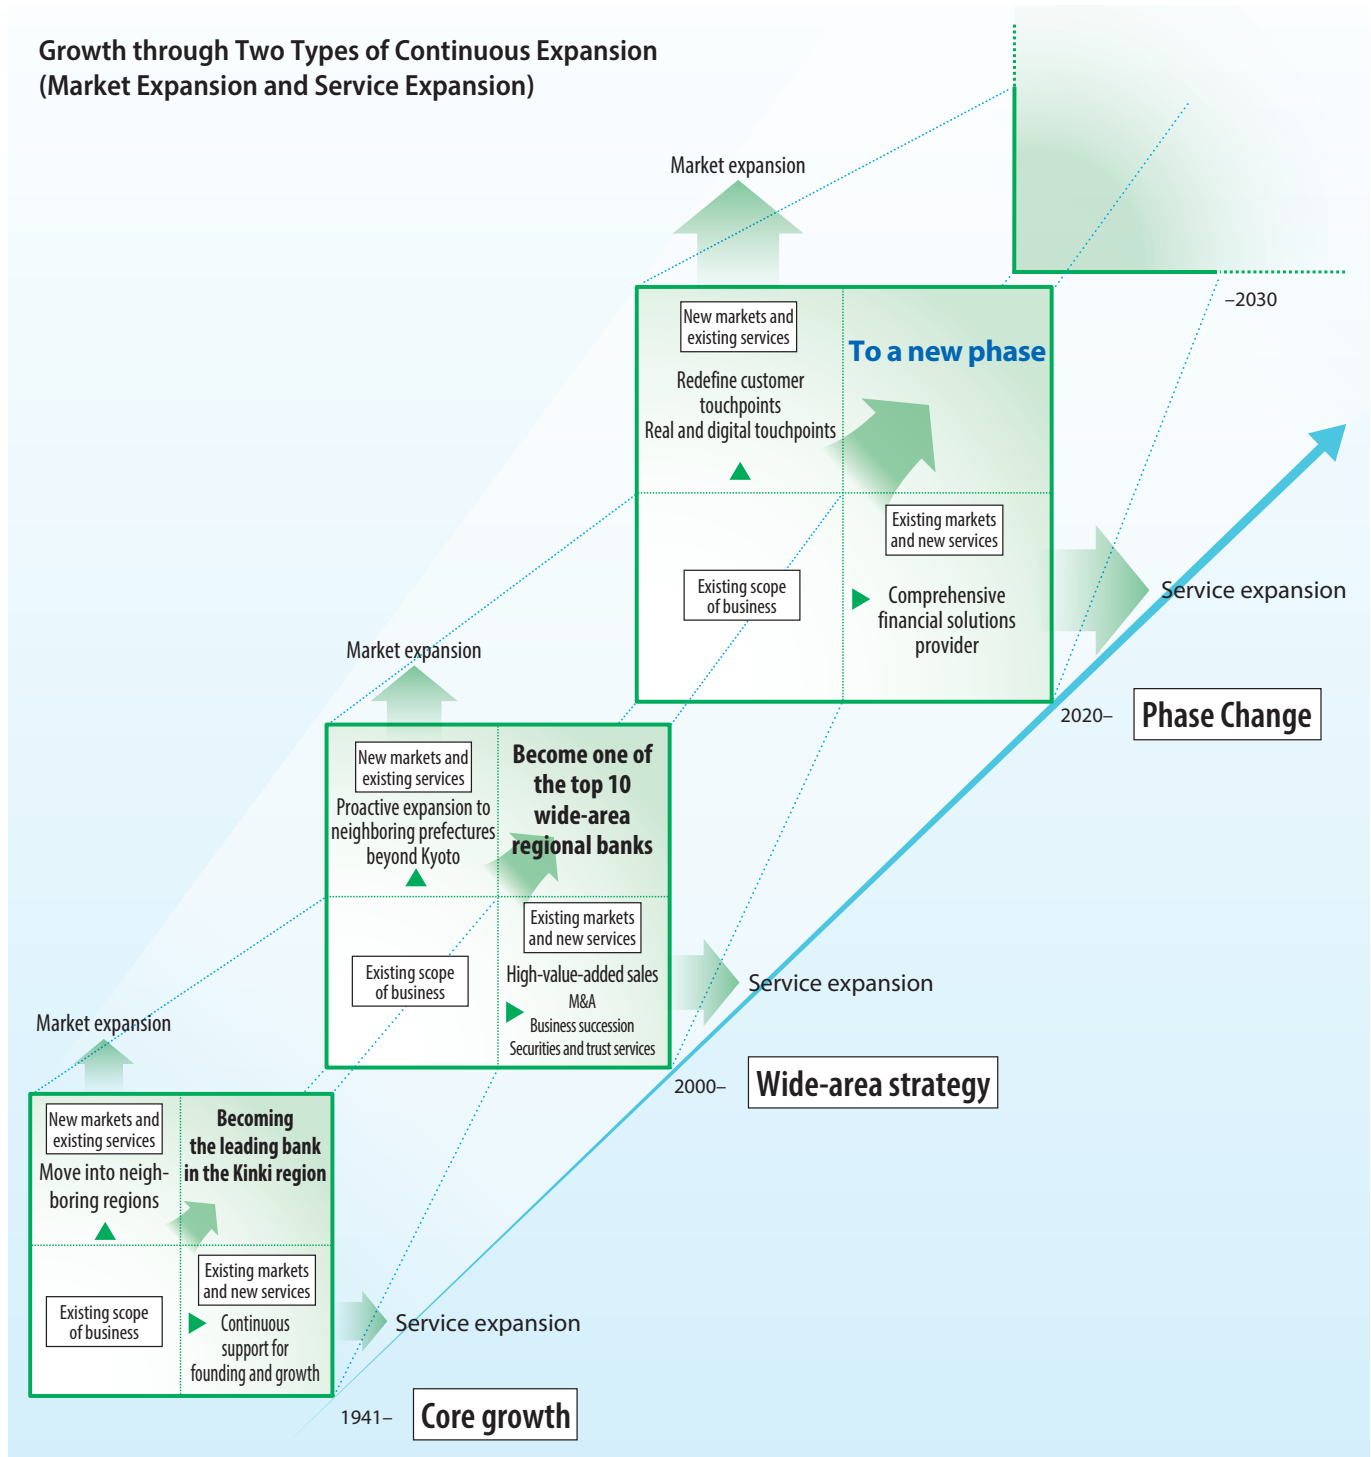 Growth through Two Types of Continuous Expansion
(Market Expansion and Service Expansion)
–2030
Market expansion
New markets and
existing services
Redefine customer
touchpoints
Real and digital touchpoints
To a new phase
Existing scope
of business
Existing markets
and new services
Comprehensive
financial solutions
provider
Service expansion
2020–
Phase Change
Market expansion
New markets and
existing services
Proactive expansion to
neighboring prefectures
beyond Kyoto
Become one of
the top 10
wide-area
regional banks
Existing scope
of business
Existing markets
and new services
High-value-added sales
M&A
Business succession
Securities and trust services
Service expansion
2000–
Wide-area strategy
Market expansion
New markets and
existing services
Move into neigh-
boring regions
Becoming
the leading bank
in the Kinki region
Existing scope
of business
Existing markets
and new services
Continuous
support for
founding and growth
Service expansion
1941–
Core growth